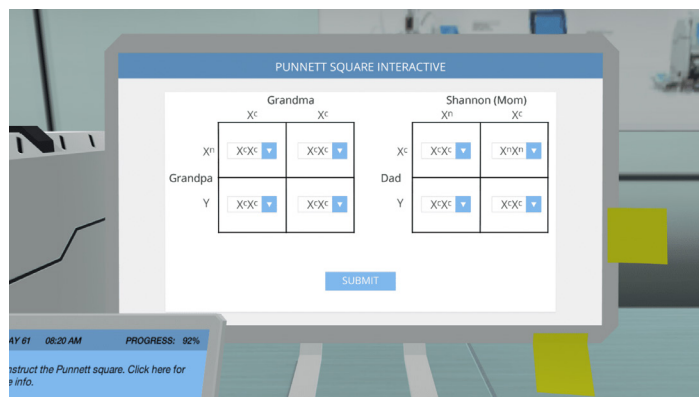 PUNNETT SQUARE INTERACTIVE
Grandma
Xᶜ Xᶜ
Xⁿ XᶜXᶜ XᶜXᶜ
Grandpa
Y XᶜXᶜ XᶜXᶜ
Shannon (Mom)
Xⁿ Xᶜ
Xᶜ XᶜXᶜ XⁿXⁿ
Dad
Y XᶜXᶜ XᶜXᶜ
SUBMIT
AY 61 08:20 AM PROGRESS: 92%
nstruct the Punnett square. Click here for
e info.